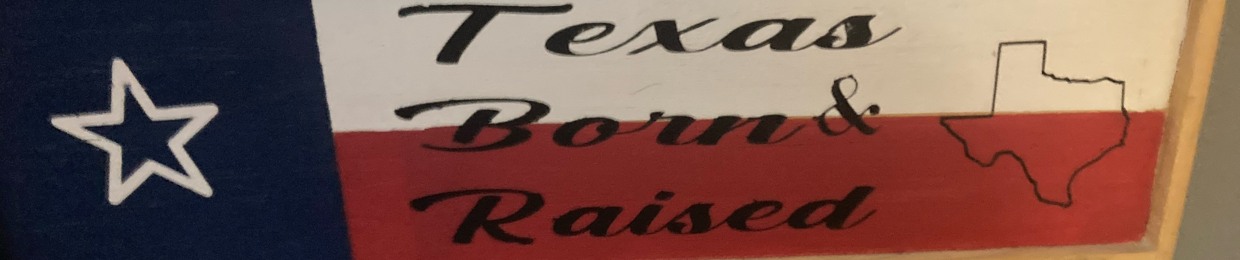 Texas
Born &
Raised